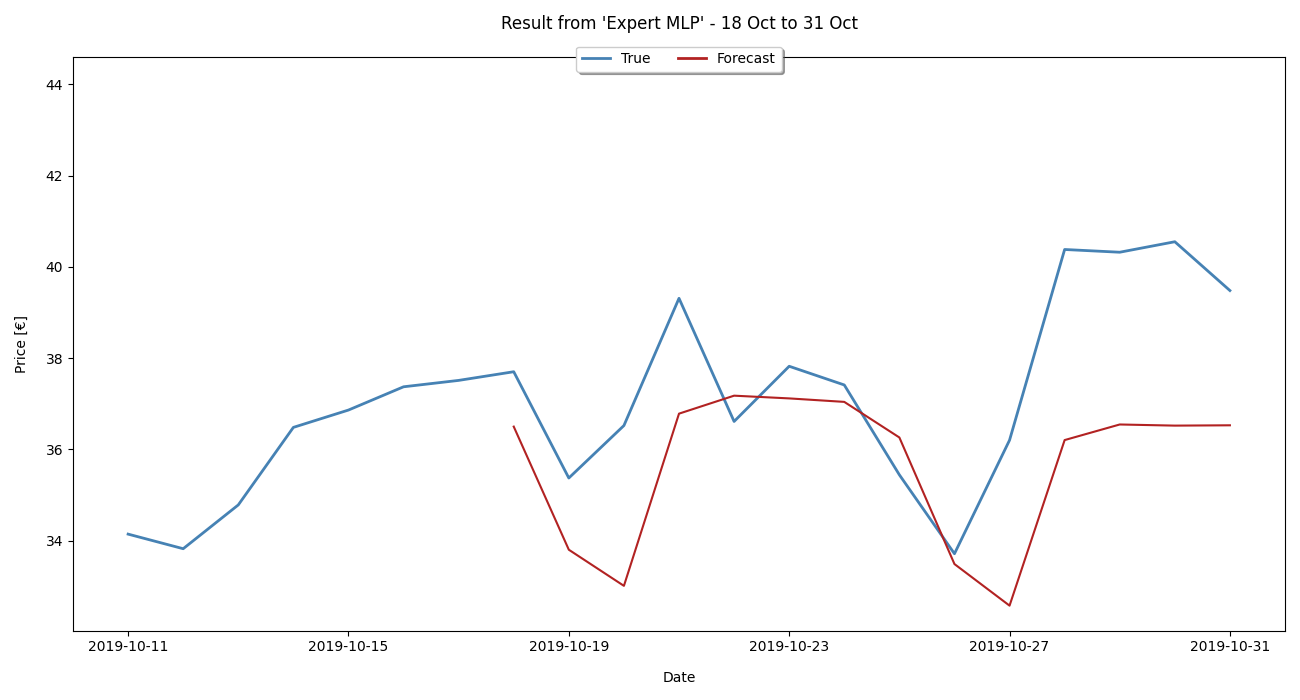 Result from 'Expert MLP' - 18 Oct to 31 Oct
True Forecast
44
42
40
38
36
34
Price [€]
2019-10-11 2019-10-15 2019-10-19 2019-10-23 2019-10-27 2019-10-31
Date